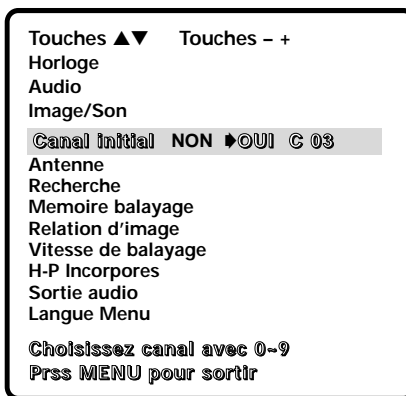 Touches ▲▼ Touches – +
Horloge
Audio
Image/Son
Canal initial NON ➧OUI C 03
Antenne
Recherche
Memoire balayage
Relation d'image
Vitesse de balayage
H-P Incorpores
Sortie audio
Langue Menu
Choisissez canal avec 0~9
Prss MENU pour sortir